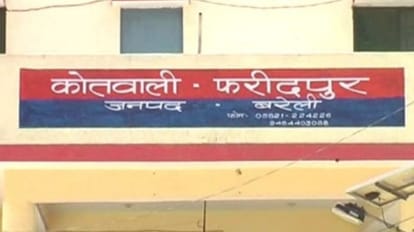 कोतवाली - फरीदपुर
जनपद - बरेली
फोन:- 05821-224226
9454403088